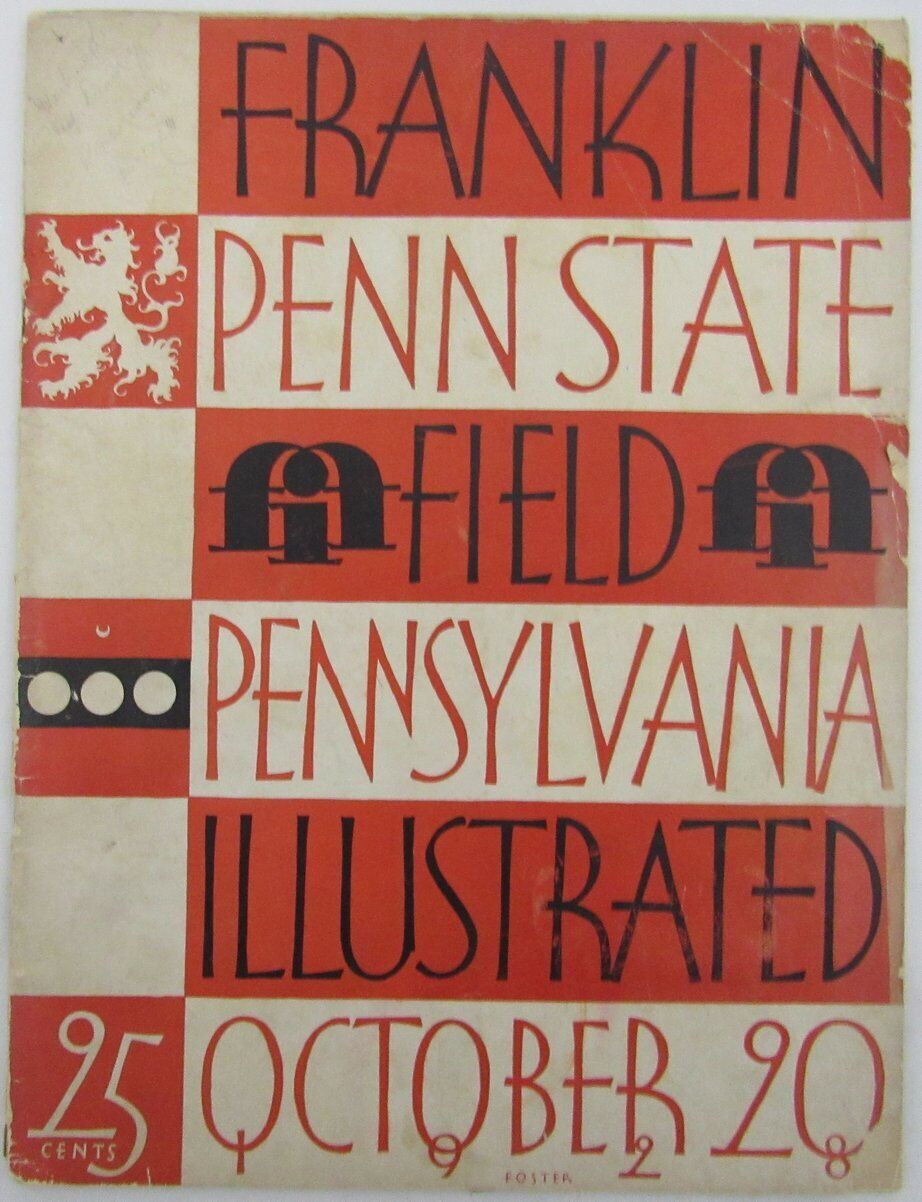 FRANKLIN
PENN STATE
FIELD
PENNSYLVANIA
ILLUSTRATED
25 CENTS
OCTOBER 20
1928
FOSTER